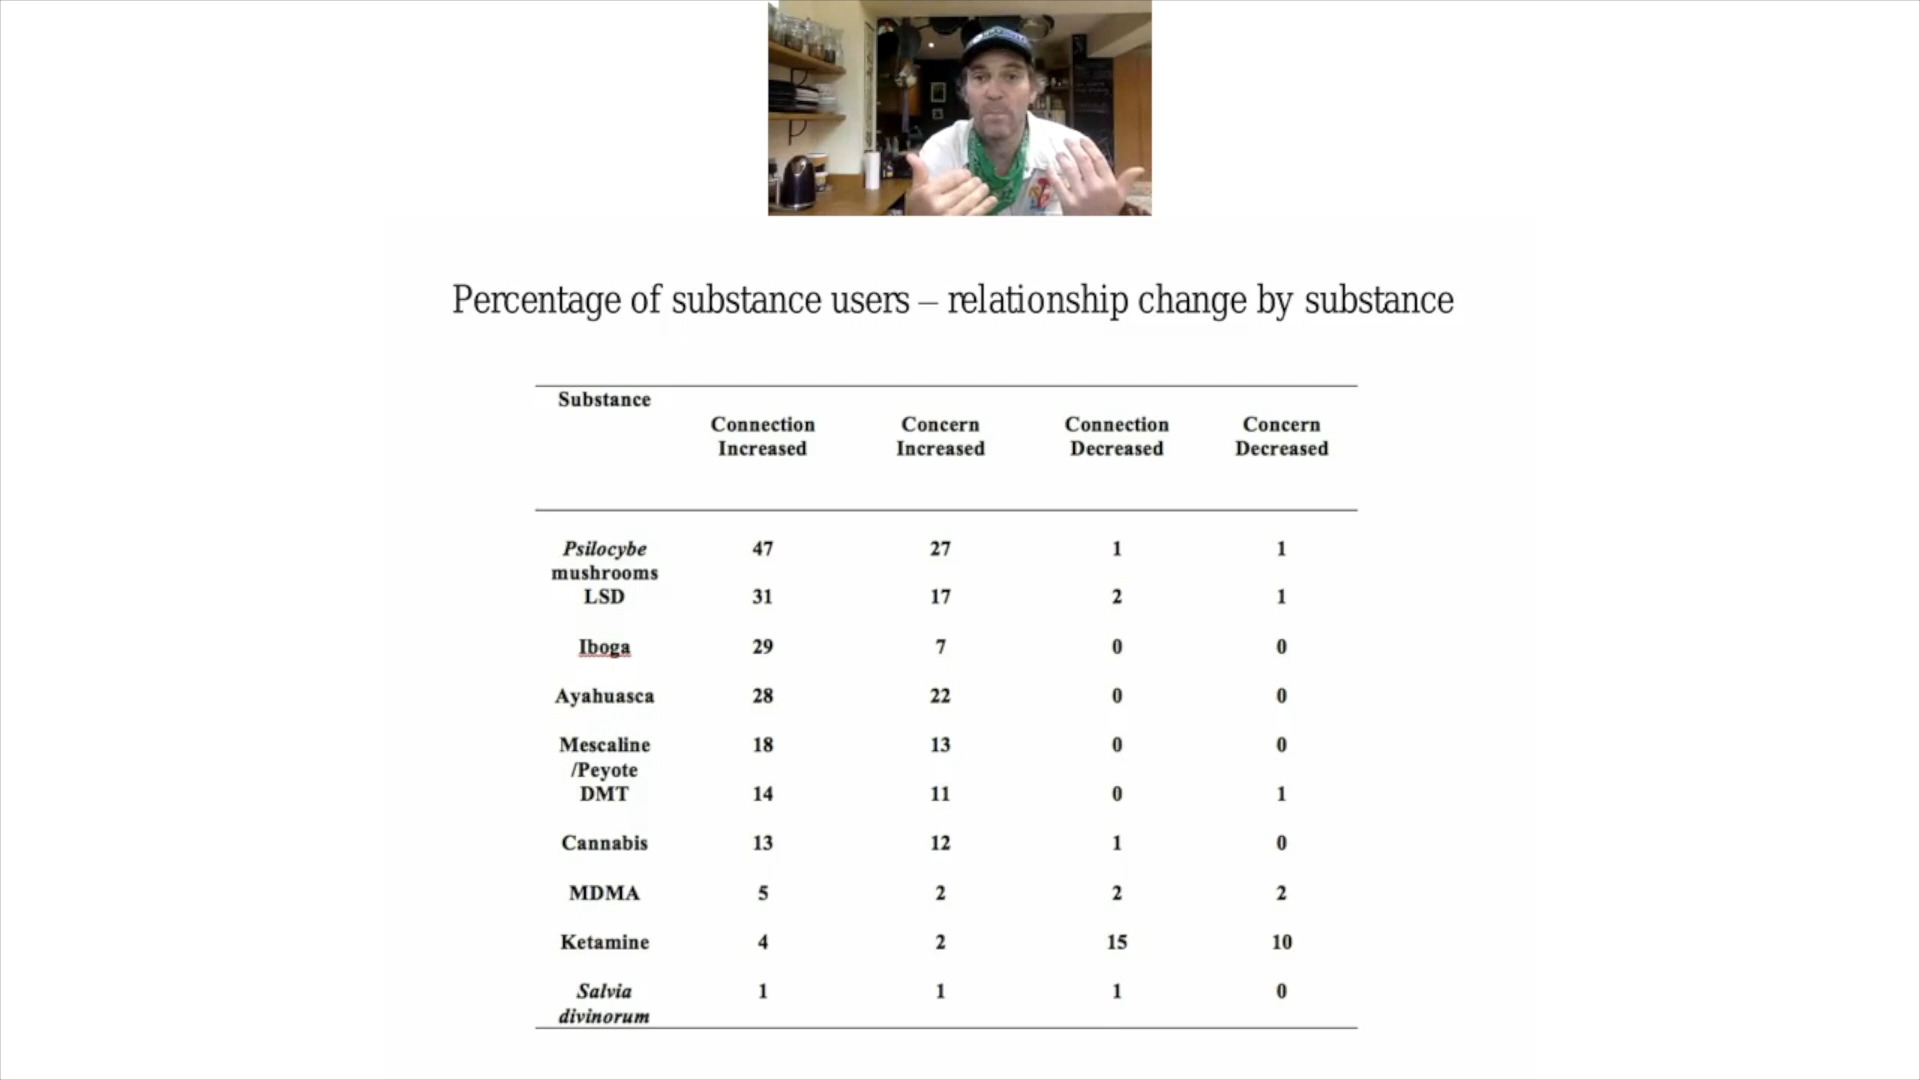 Percentage of substance users – relationship change by substance
Substance
Connection Increased Concern Increased Connection Decreased Concern Decreased
Psilocybe mushrooms 47 27 1 1
LSD 31 17 2 1
Iboga 29 7 0 0
Ayahuasca 28 22 0 0
Mescaline /Peyote 18 13 0 0
DMT 14 11 0 1
Cannabis 13 12 1 0
MDMA 5 2 2 2
Ketamine 4 2 15 10
Salvia divinorum 1 1 1 0